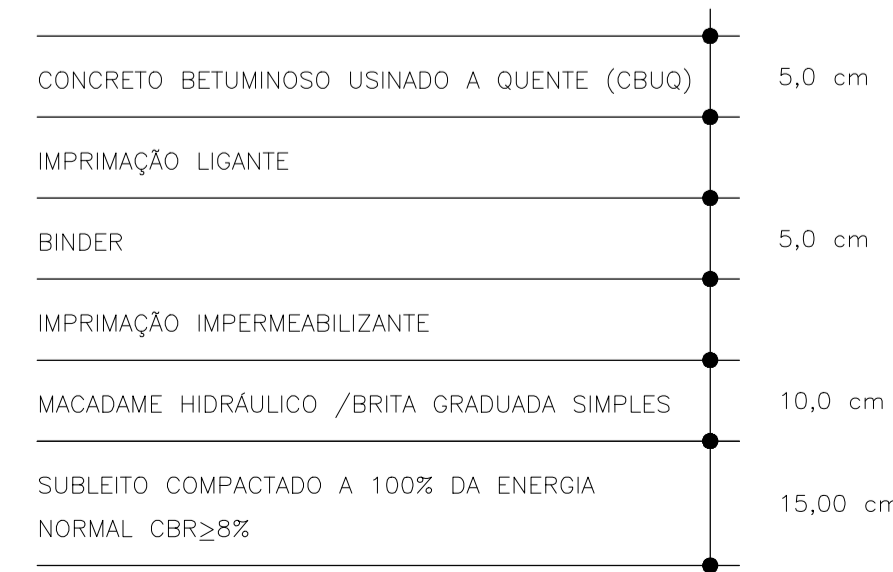 CONCRETO BETUMINOSO USINADO A QUENTE (CBUQ) 5,0 cm
IMPRIMAÇÃO LIGANTE
BINDER 5,0 cm
IMPRIMAÇÃO IMPERMEABILIZANTE
MACADAME HIDRÁULICO /BRITA GRADUADA SIMPLES 10,0 cm
SUBLEITO COMPACTADO A 100% DA ENERGIA
NORMAL CBR≥8% 15,00 cm